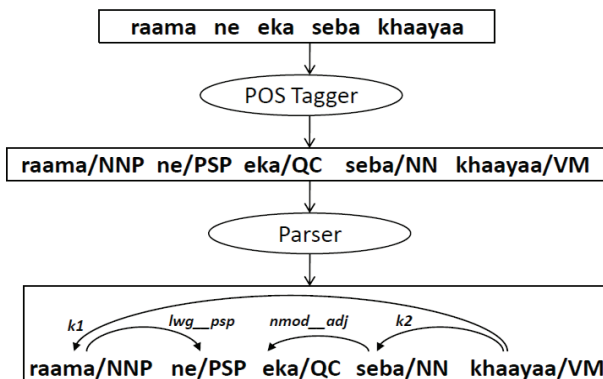 raama ne eka seba khaayaa
POS Tagger
raama/NNP ne/PSP eka/QC seba/NN khaayaa/VM
Parser
k1 lwg__psp nmod__adj k2
raama/NNP ne/PSP eka/QC seba/NN khaayaa/VM